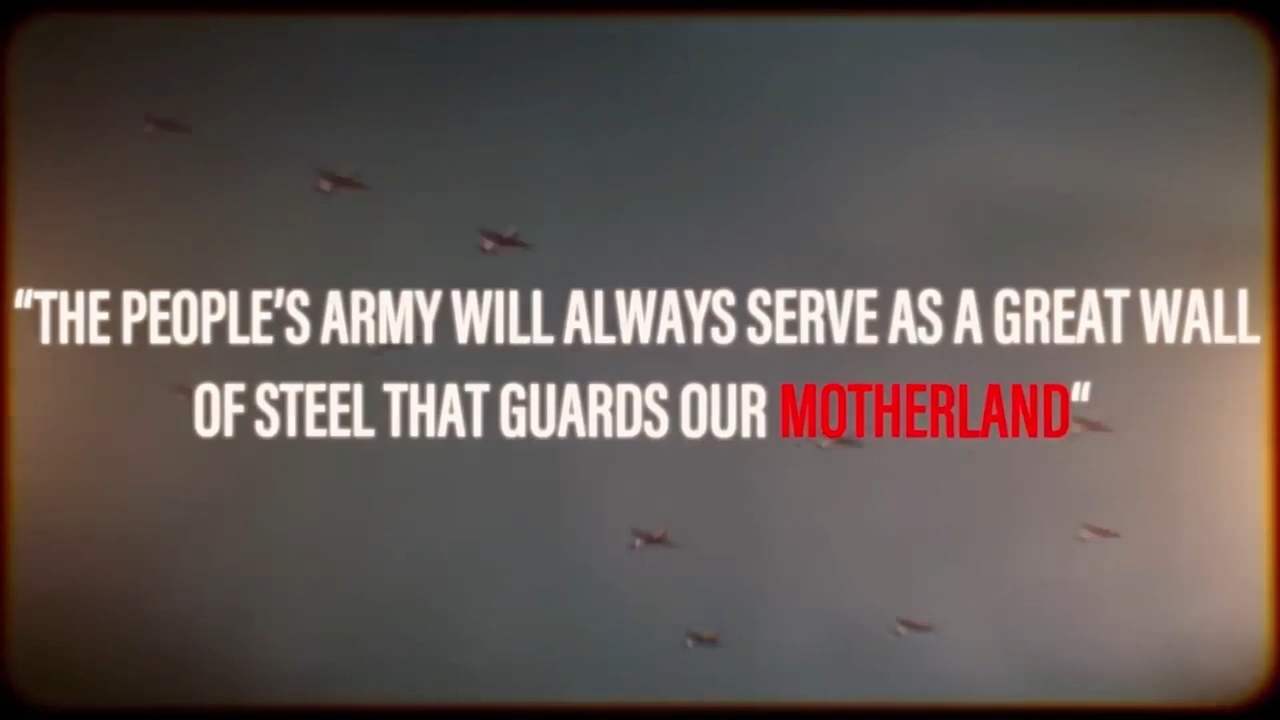 “THE PEOPLE’S ARMY WILL ALWAYS SERVE AS A GREAT WALL
OF STEEL THAT GUARDS OUR MOTHERLAND“